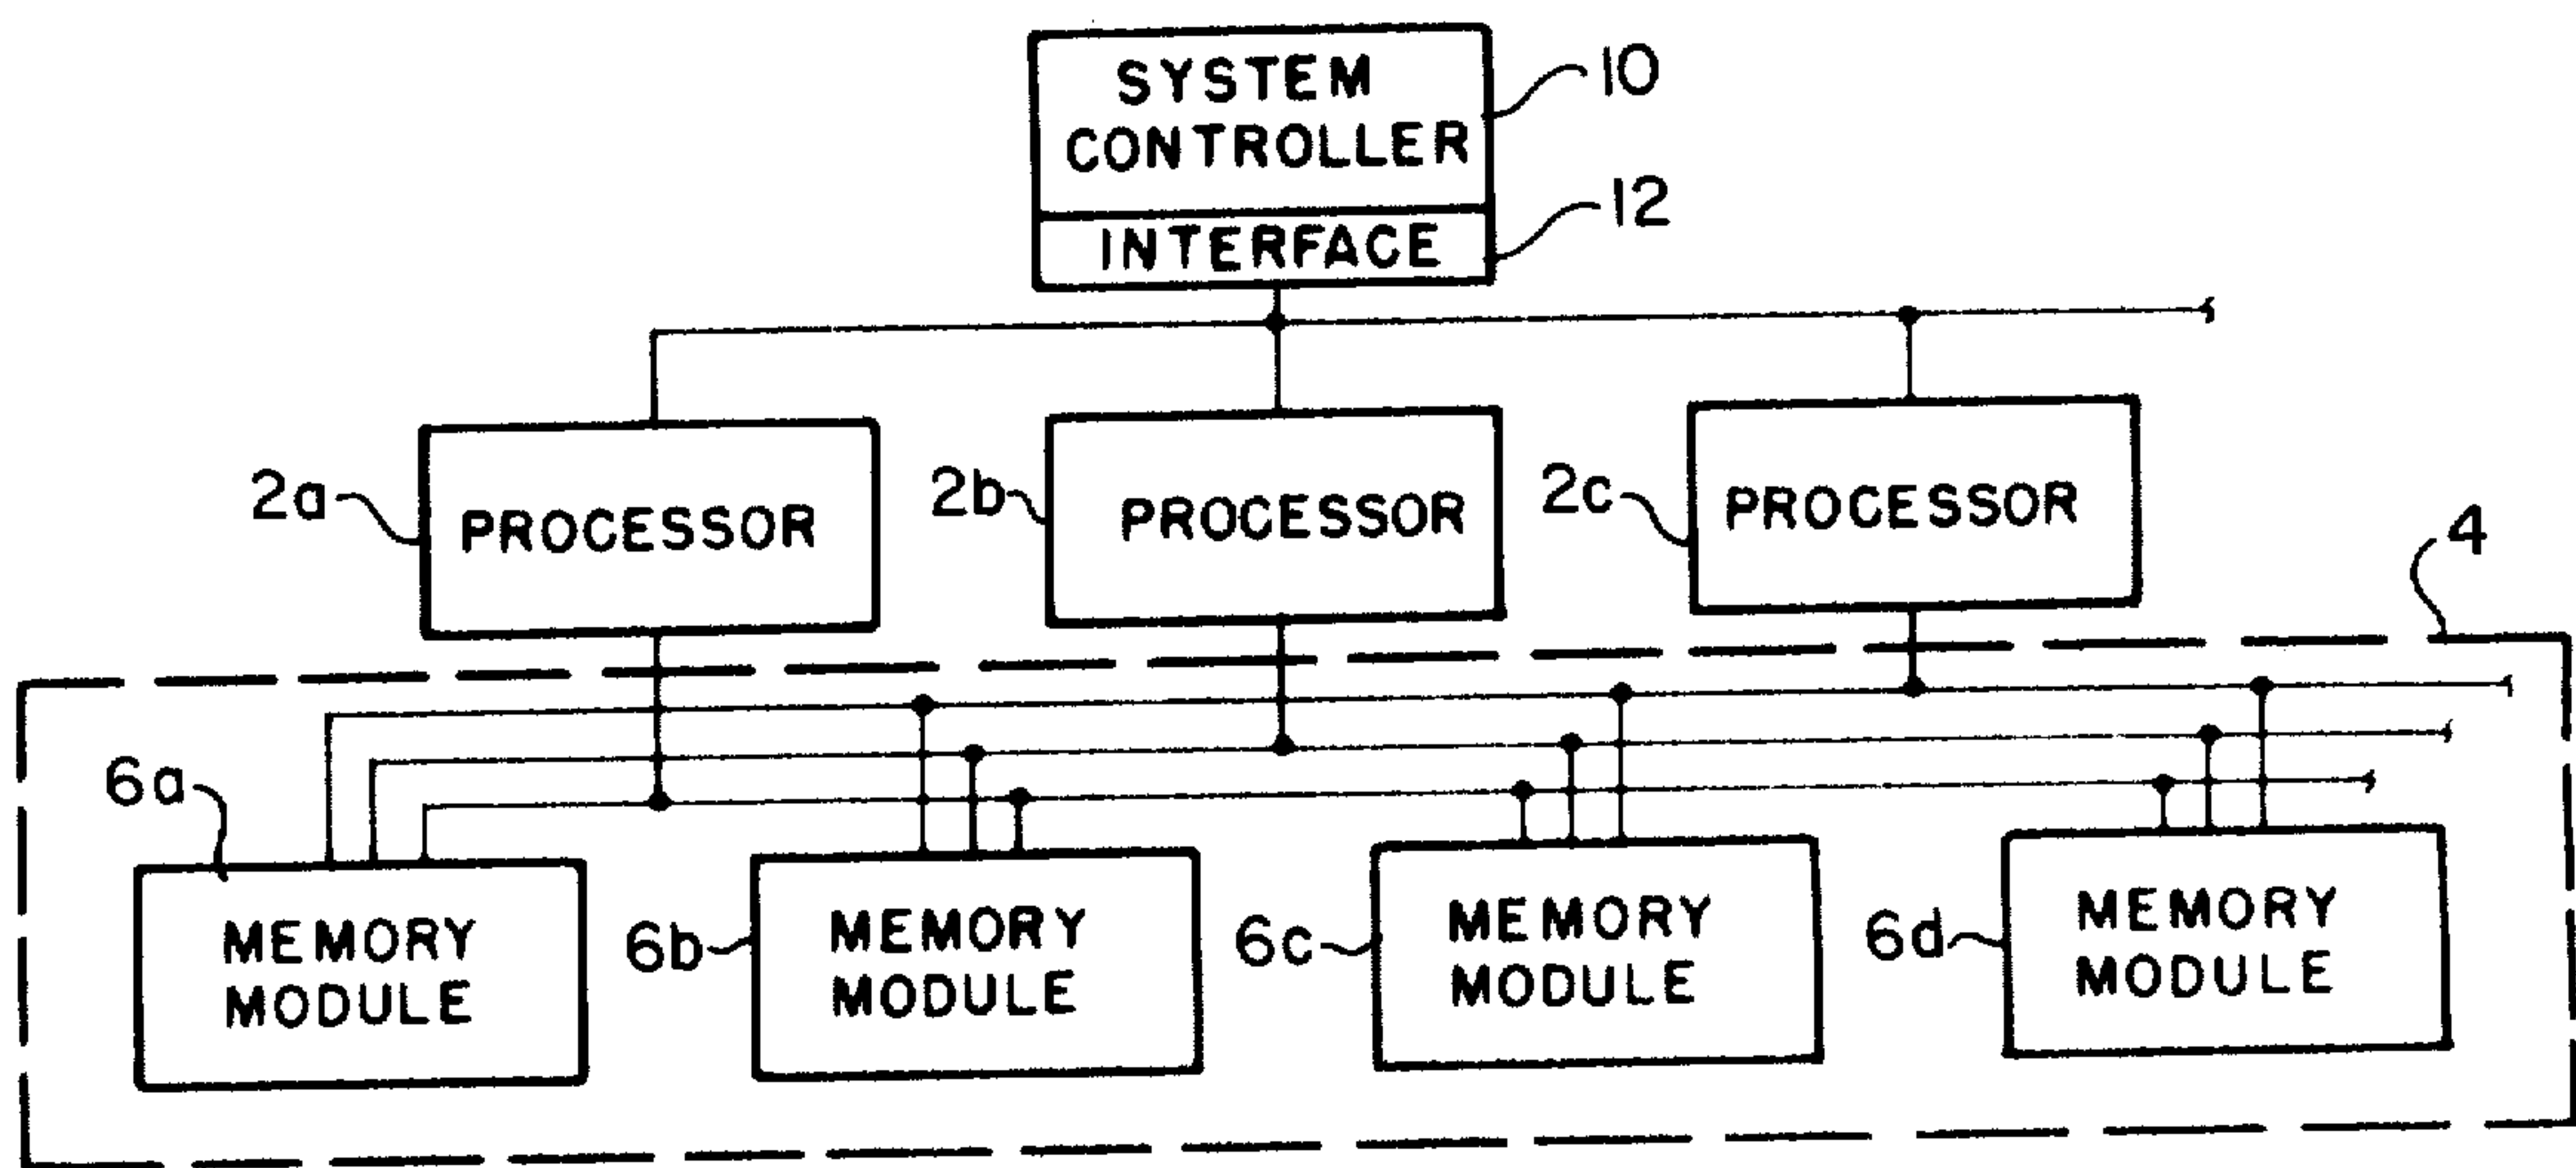 SYSTEM
CONTROLLER
10
INTERFACE
12
2a
PROCESSOR
2b
PROCESSOR
2c
PROCESSOR
4
6a
MEMORY
MODULE
6b
MEMORY
MODULE
6c
MEMORY
MODULE
6d
MEMORY
MODULE